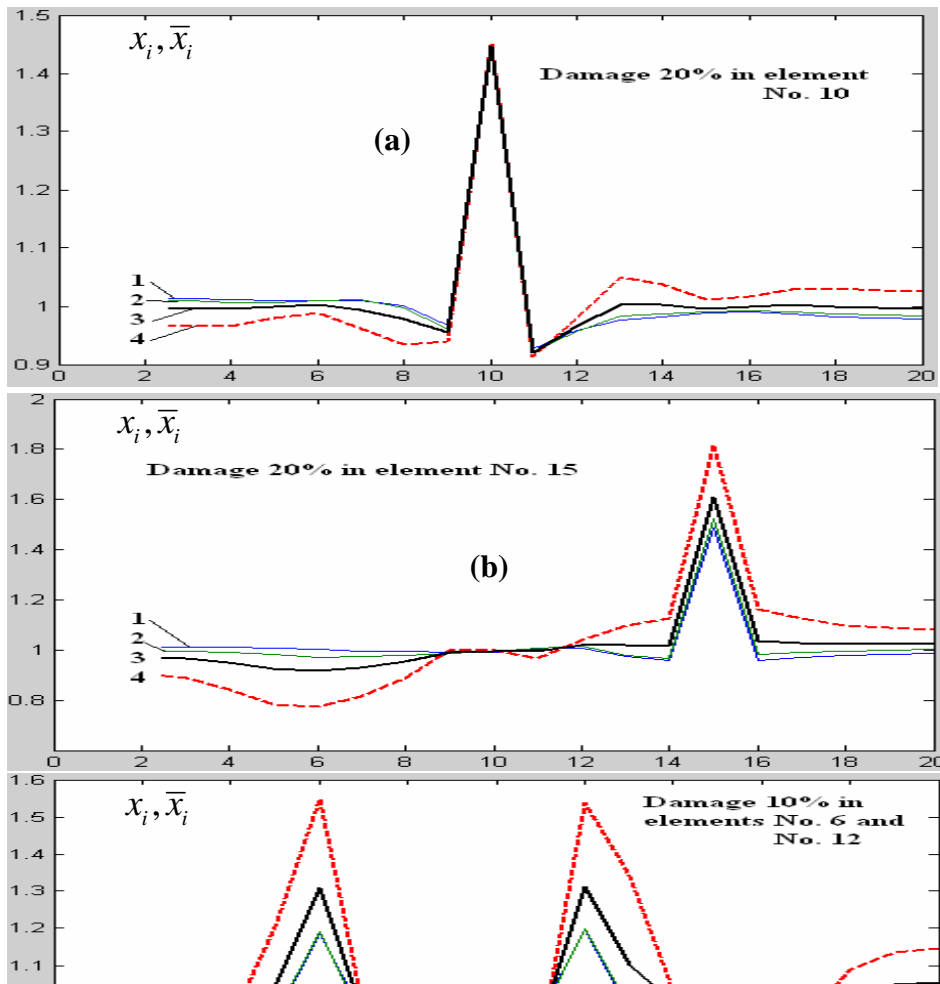 1.5
x_i, x̄_i
1.4
Damage 20% in element
No. 10
1.3
(a)
1.2
1.1
1
2
1
3
4
0.9
0 2 4 6 8 10 12 14 16 18 20
2
x_i, x̄_i
1.8
Damage 20% in element No. 15
1.6
1.4
(b)
1.2
1
2
1
3
4
0.8
0 2 4 6 8 10 12 14 16 18 20
1.6
x_i, x̄_i
Damage 10% in
elements No. 6 and
No. 12
1.5
1.4
1.3
1.2
1.1